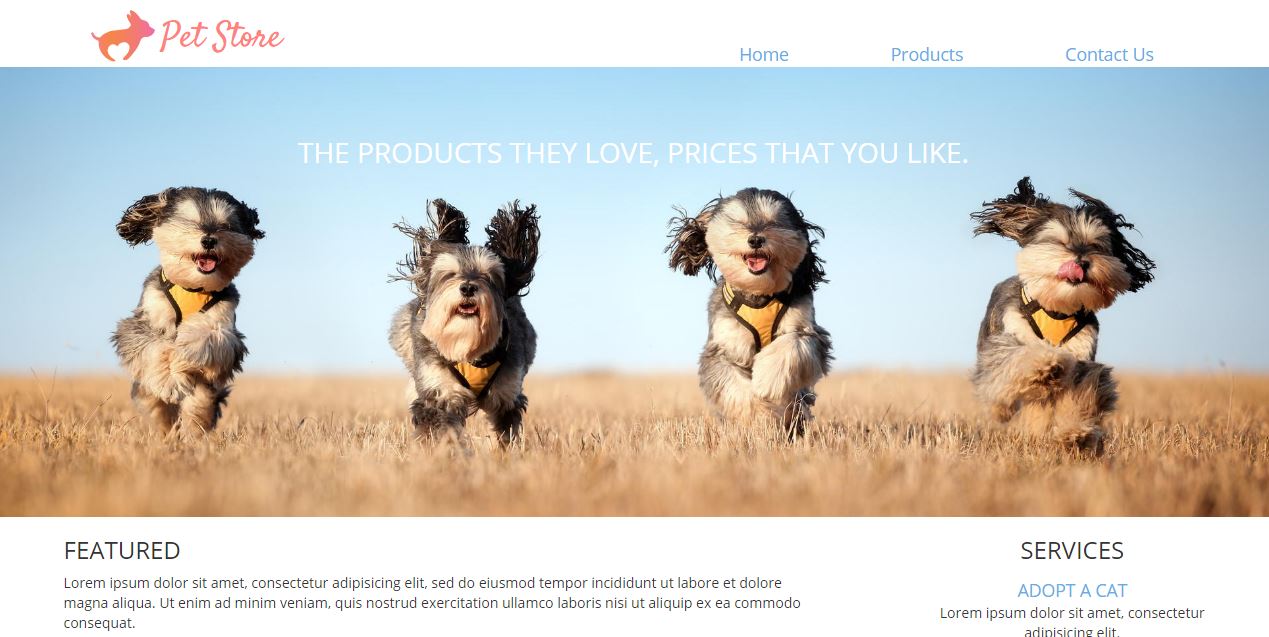 Pet Store
Home Products Contact Us
THE PRODUCTS THEY LOVE, PRICES THAT YOU LIKE.
FEATURED
Lorem ipsum dolor sit amet, consectetur adipisicing elit, sed do eiusmod tempor incididunt ut labore et dolore
magna aliqua. Ut enim ad minim veniam, quis nostrud exercitation ullamco laboris nisi ut aliquip ex ea commodo
consequat.
SERVICES
ADOPT A CAT
Lorem ipsum dolor sit amet, consectetur
adipisicing elit.